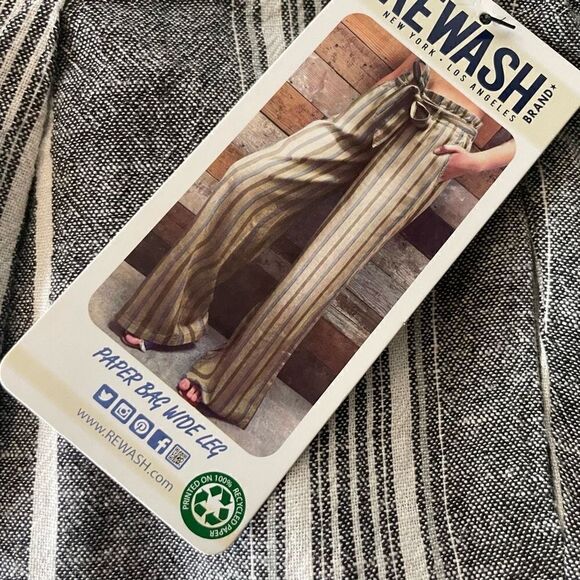 REWASH
BRAND*
NEW YORK · LOS ANGELES
PAPER BAG WIDE LEG
www.REWASH.com
PRINTED ON 100% RECYCLED PAPER